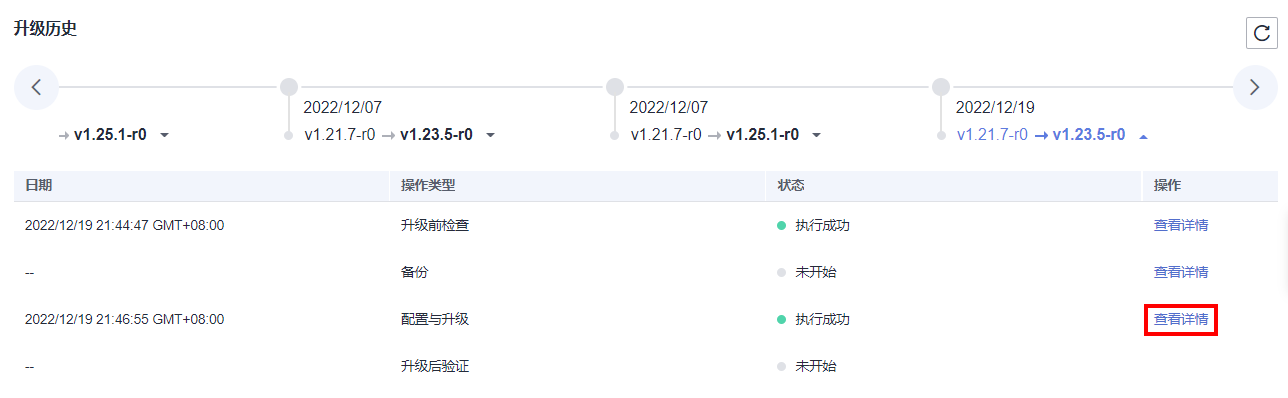 升级历史
2022/12/07 2022/12/07 2022/12/19
→ v1.25.1-r0 v1.21.7-r0 → v1.23.5-r0 v1.21.7-r0 → v1.25.1-r0 v1.21.7-r0 → v1.23.5-r0
日期 操作类型 状态 操作
2022/12/19 21:44:47 GMT+08:00 升级前检查 执行成功 查看详情
-- 备份 未开始 查看详情
2022/12/19 21:46:55 GMT+08:00 配置与升级 执行成功 查看详情
-- 升级后验证 未开始